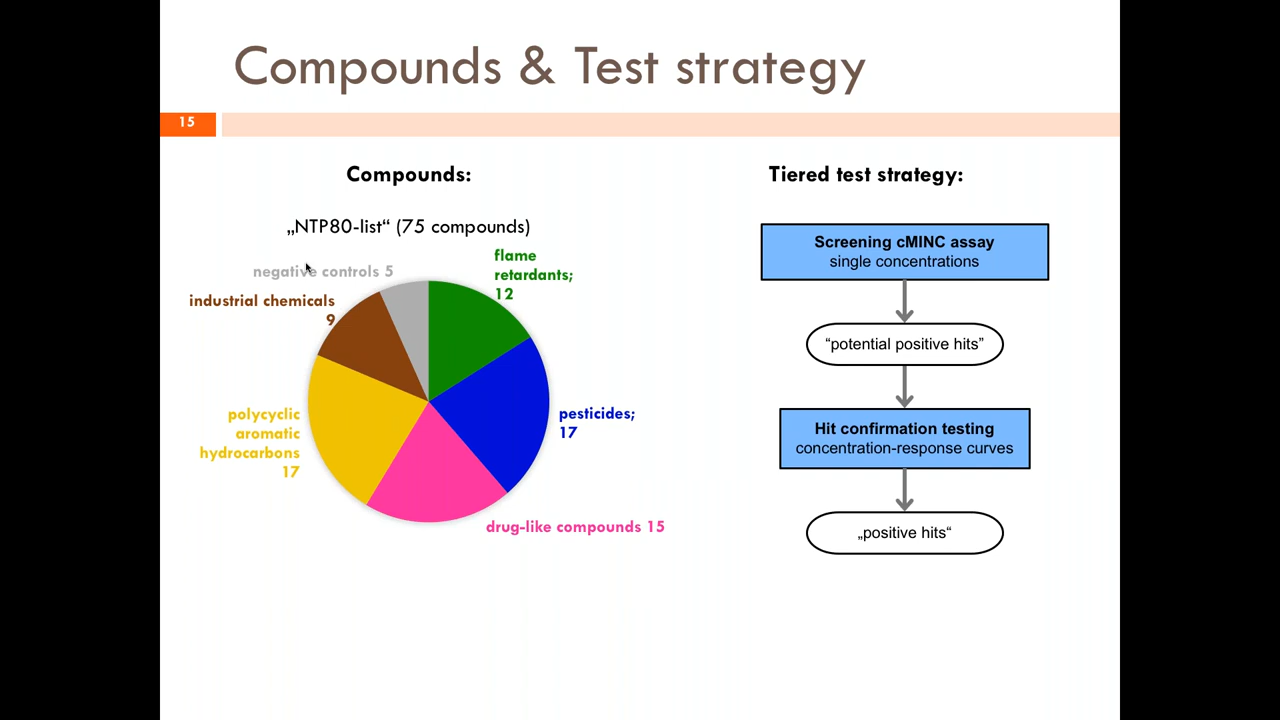 Compounds & Test strategy
15
Compounds:
„NTP80-list“ (75 compounds)
negative controls 5
industrial chemicals
9
polycyclic
aromatic
hydrocarbons
17
flame
retardants;
12
pesticides;
17
drug-like compounds 15
Tiered test strategy:
Screening cMINC assay
single concentrations
“potential positive hits”
Hit confirmation testing
concentration-response curves
„positive hits“